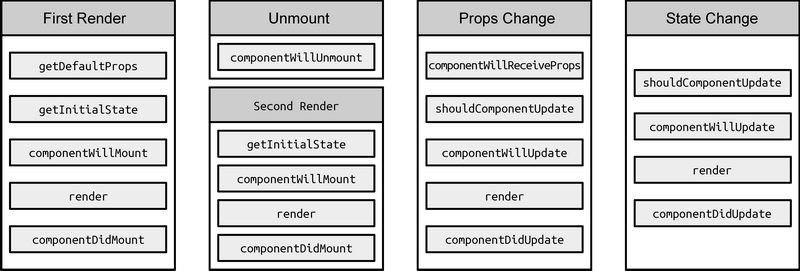 First Render
getDefaultProps
getInitialState
componentWillMount
render
componentDidMount
Unmount
componentWillUnmount
Second Render
getInitialState
componentWillMount
render
componentDidMount
Props Change
componentWillReceiveProps
shouldComponentUpdate
componentWillUpdate
render
componentDidUpdate
State Change
shouldComponentUpdate
componentWillUpdate
render
componentDidUpdate